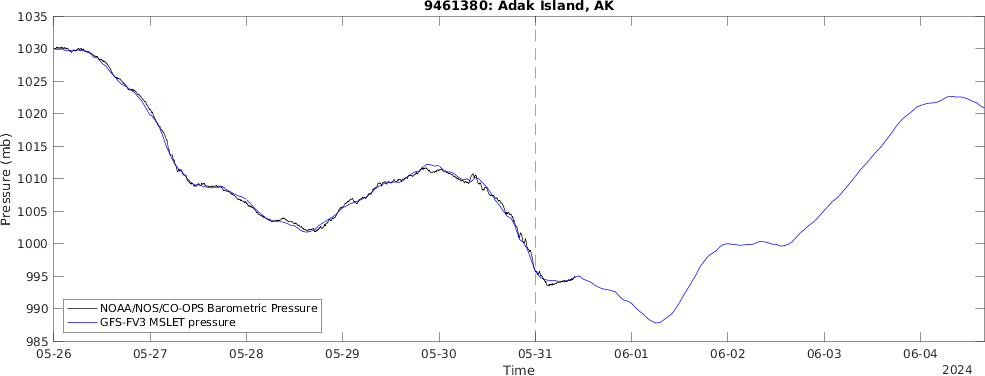 9461380: Adak Island, AK
1035
1030
1025
1020
1015
1010
1005
1000
995
990
985
Pressure (mb)
NOAA/NOS/CO-OPS Barometric Pressure
GFS-FV3 MSLET pressure
05-26 05-27 05-28 05-29 05-30 05-31 06-01 06-02 06-03 06-04
Time
2024